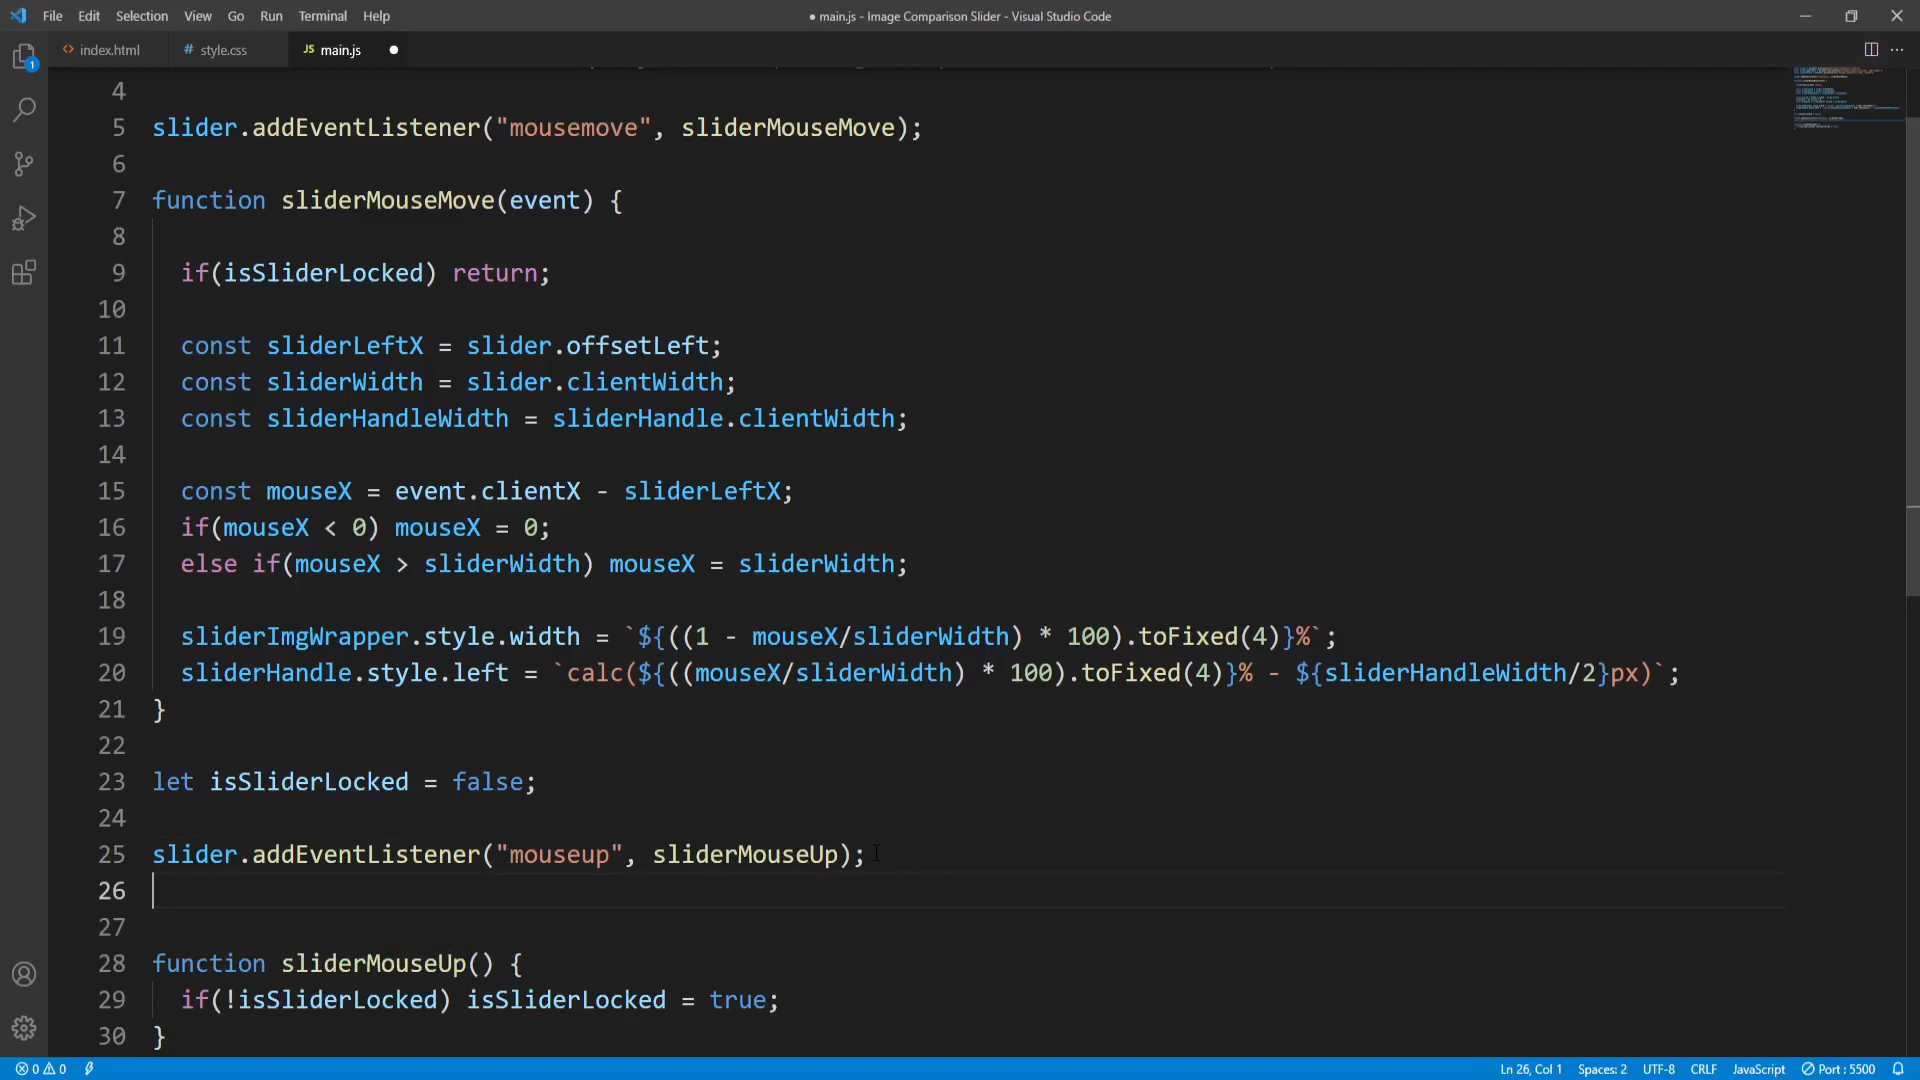 File Edit Selection View Go Run Terminal Help
● main.js - Image Comparison Slider - Visual Studio Code
index.html
# style.css
JS main.js
1
4
5 slider.addEventListener("mousemove", sliderMouseMove);
6
7 function sliderMouseMove(event) {
8
9 if(isSliderLocked) return;
10
11 const sliderLeftX = slider.offsetLeft;
12 const sliderWidth = slider.clientWidth;
13 const sliderHandleWidth = sliderHandle.clientWidth;
14
15 const mouseX = event.clientX - sliderLeftX;
16 if(mouseX < 0) mouseX = 0;
17 else if(mouseX > sliderWidth) mouseX = sliderWidth;
18
19 sliderImgWrapper.style.width = `${((1 - mouseX/sliderWidth) * 100).toFixed(4)}%`;
20 sliderHandle.style.left = `calc(${((mouseX/sliderWidth) * 100).toFixed(4)}% - ${sliderHandleWidth/2}px)`;
21 }
22
23 let isSliderLocked = false;
24
25 slider.addEventListener("mouseup", sliderMouseUp);
26
27
28 function sliderMouseUp() {
29 if(!isSliderLocked) isSliderLocked = true;
30 }
0 0 Ln 26, Col 1 Spaces: 2 UTF-8 CRLF JavaScript Port : 5500